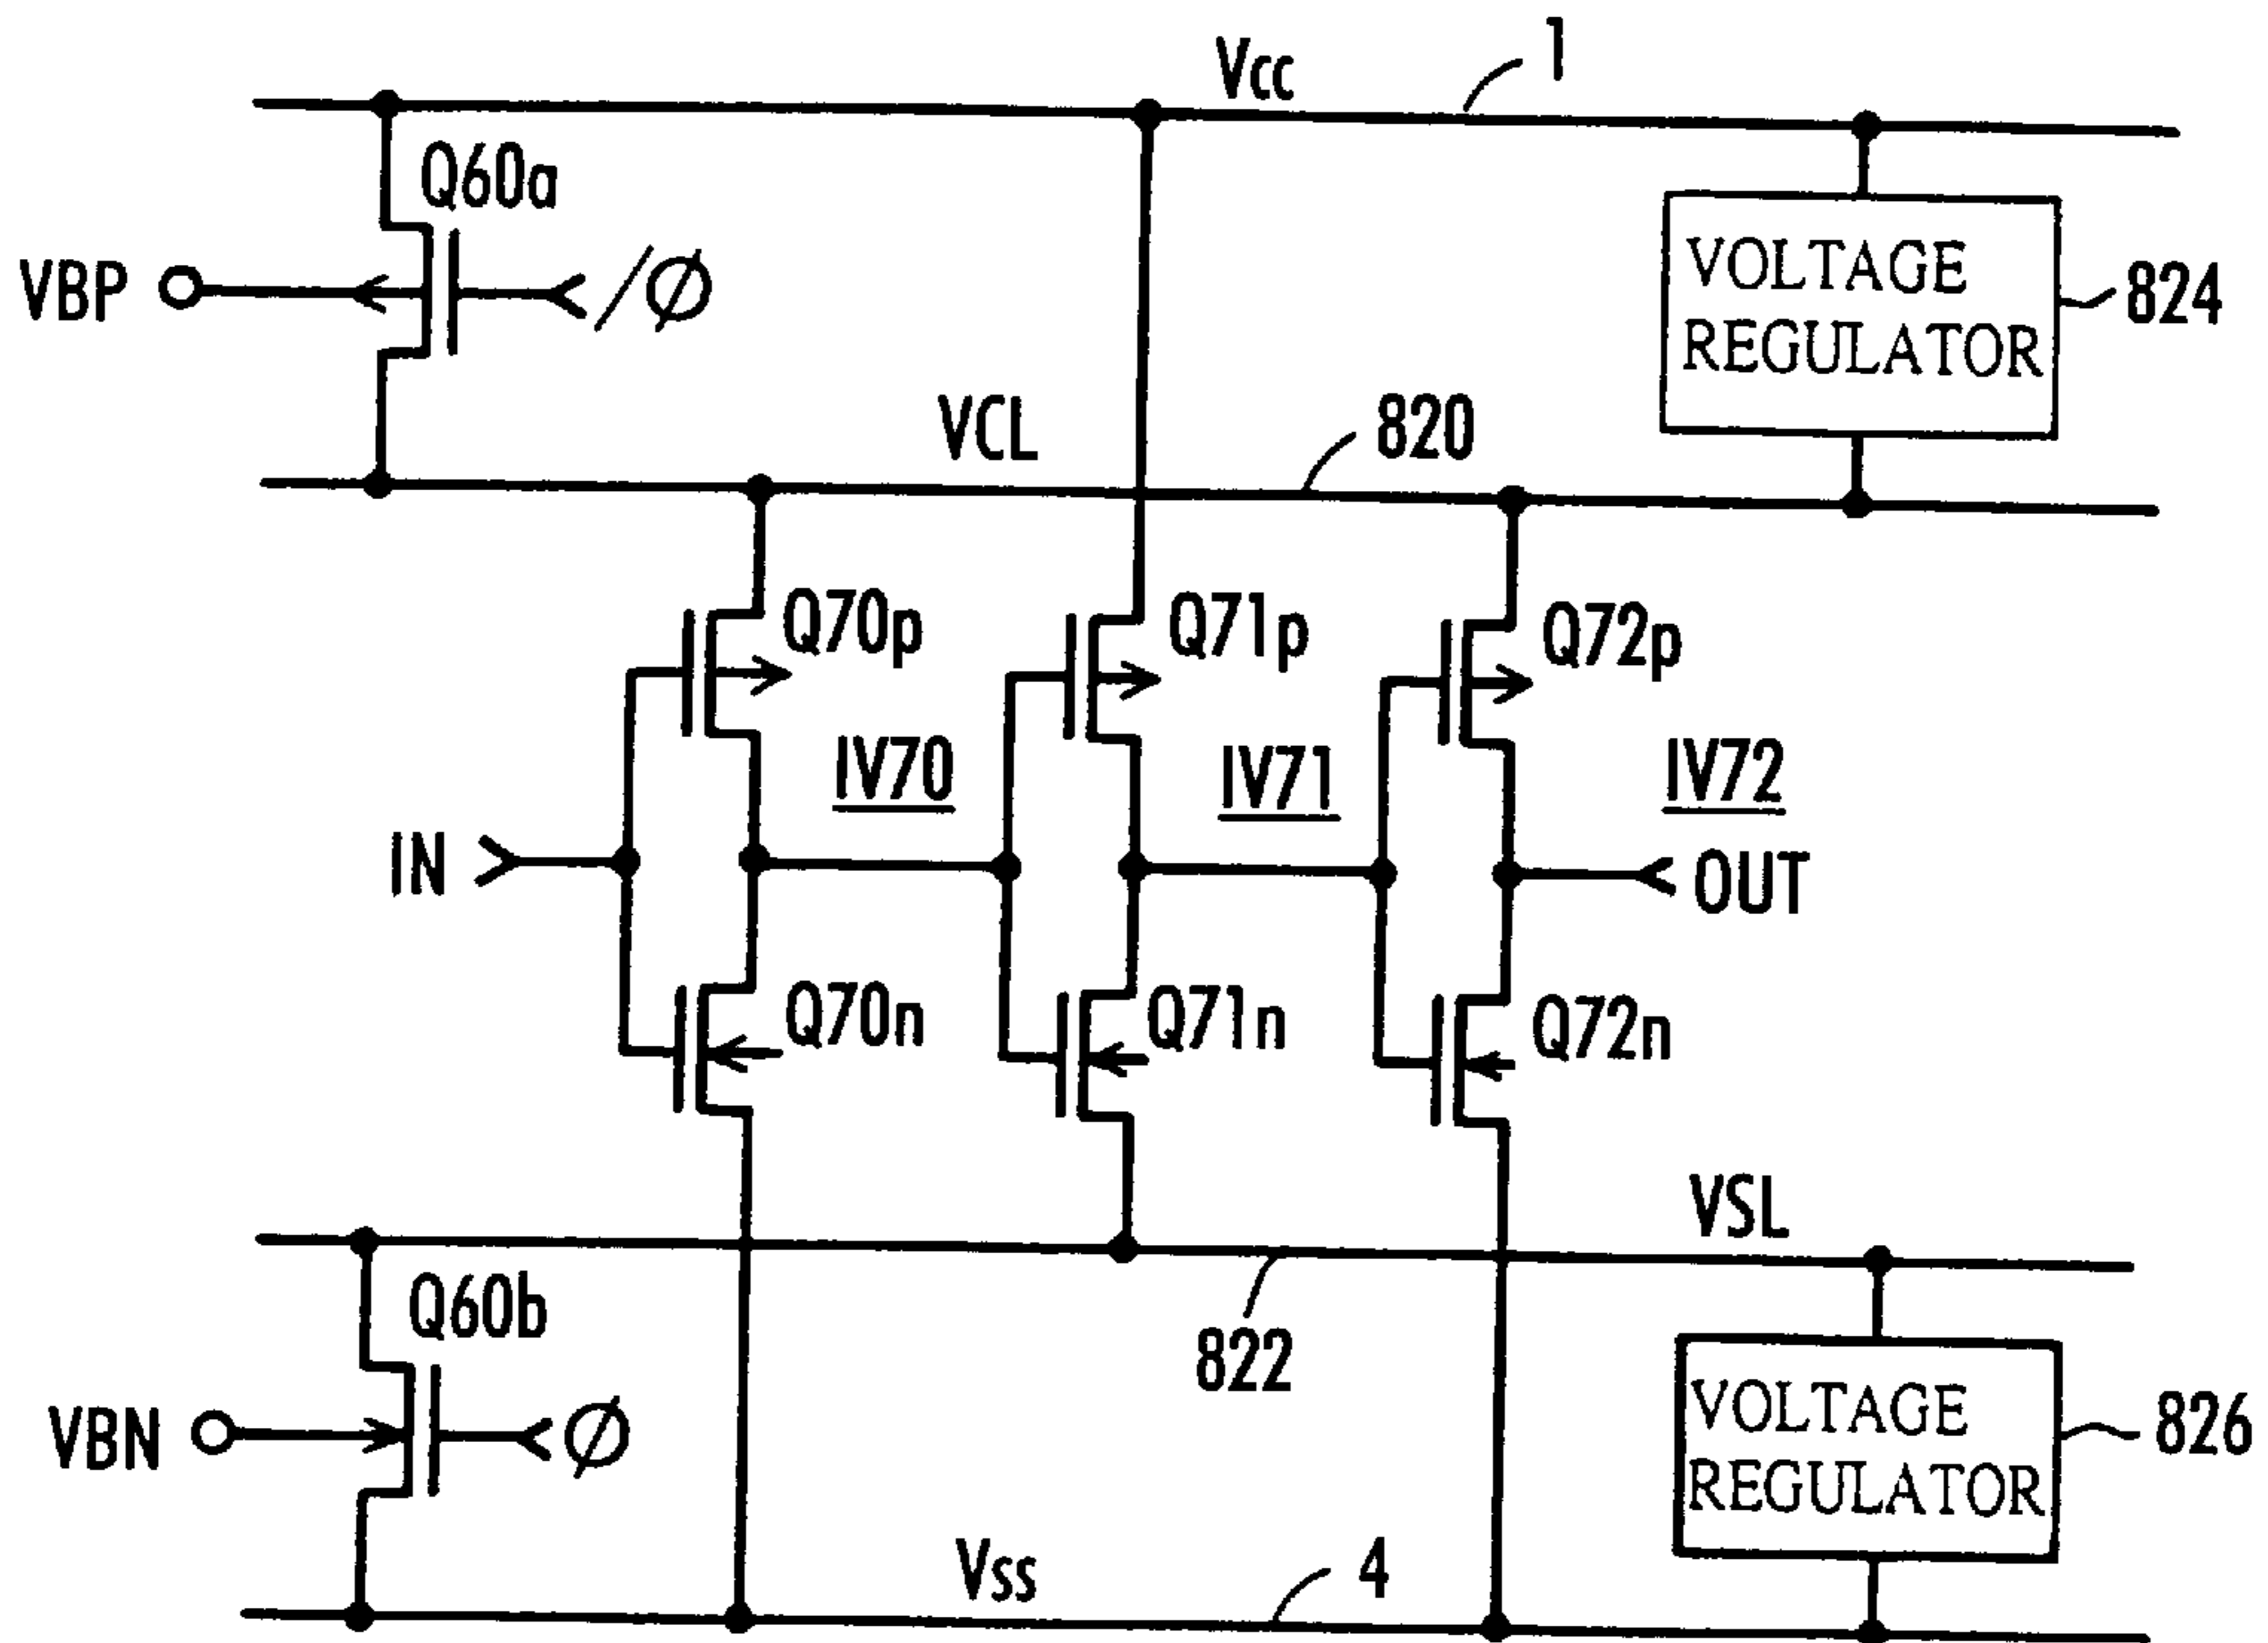 Vcc
1
Q60a
VBP
/Ø
VOLTAGE
REGULATOR
824
VCL
820
Q70p
Q71p
Q72p
IV70
IV71
IV72
IN
OUT
Q70n
Q71n
Q72n
VSL
Q60b
822
VBN
Ø
VOLTAGE
REGULATOR
826
Vss
4